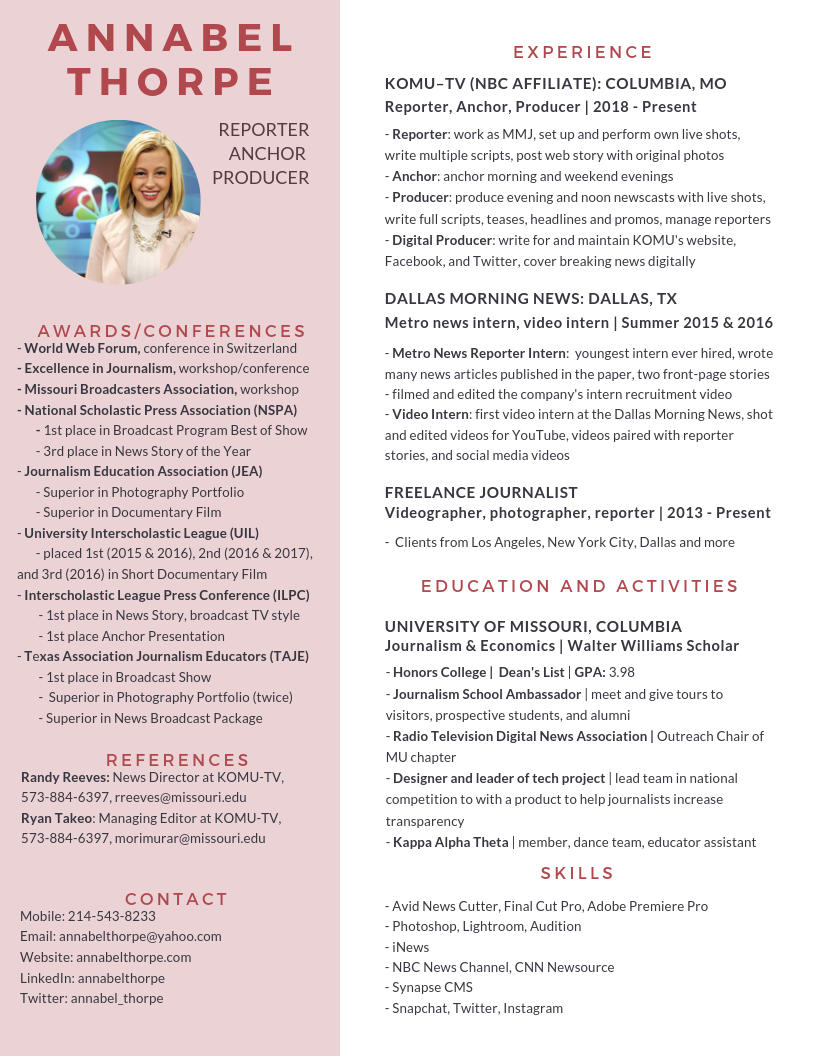 ANNABEL
THORPE
REPORTER
ANCHOR
PRODUCER
KO
AWARDS/CONFERENCES
- World Web Forum, conference in Switzerland
- Excellence in Journalism, workshop/conference
- Missouri Broadcasters Association, workshop
- National Scholastic Press Association (NSPA)
- 1st place in Broadcast Program Best of Show
- 3rd place in News Story of the Year
- Journalism Education Association (JEA)
- Superior in Photography Portfolio
- Superior in Documentary Film
- University Interscholastic League (UIL)
- placed 1st (2015 & 2016), 2nd (2016 & 2017),
and 3rd (2016) in Short Documentary Film
- Interscholastic League Press Conference (ILPC)
- 1st place in News Story, broadcast TV style
- 1st place Anchor Presentation
- Texas Association Journalism Educators (TAJE)
- 1st place in Broadcast Show
- Superior in Photography Portfolio (twice)
- Superior in News Broadcast Package
REFERENCES
Randy Reeves: News Director at KOMU-TV,
573-884-6397, rreeves@missouri.edu
Ryan Takeo: Managing Editor at KOMU-TV,
573-884-6397, morimurar@missouri.edu
CONTACT
Mobile: 214-543-8233
Email: annabelthorpe@yahoo.com
Website: annabelthorpe.com
LinkedIn: annabelthorpe
Twitter: annabel_thorpe
EXPERIENCE
KOMU–TV (NBC AFFILIATE): COLUMBIA, MO
Reporter, Anchor, Producer | 2018 - Present
- Reporter: work as MMJ, set up and perform own live shots,
write multiple scripts, post web story with original photos
- Anchor: anchor morning and weekend evenings
- Producer: produce evening and noon newscasts with live shots,
write full scripts, teases, headlines and promos, manage reporters
- Digital Producer: write for and maintain KOMU's website,
Facebook, and Twitter, cover breaking news digitally
DALLAS MORNING NEWS: DALLAS, TX
Metro news intern, video intern | Summer 2015 & 2016
- Metro News Reporter Intern: youngest intern ever hired, wrote
many news articles published in the paper, two front-page stories
- filmed and edited the company's intern recruitment video
- Video Intern: first video intern at the Dallas Morning News, shot
and edited videos for YouTube, videos paired with reporter
stories, and social media videos
FREELANCE JOURNALIST
Videographer, photographer, reporter | 2013 - Present
- Clients from Los Angeles, New York City, Dallas and more
EDUCATION AND ACTIVITIES
UNIVERSITY OF MISSOURI, COLUMBIA
Journalism & Economics | Walter Williams Scholar
- Honors College | Dean's List | GPA: 3.98
- Journalism School Ambassador | meet and give tours to
visitors, prospective students, and alumni
- Radio Television Digital News Association | Outreach Chair of
MU chapter
- Designer and leader of tech project | lead team in national
competition to with a product to help journalists increase
transparency
- Kappa Alpha Theta | member, dance team, educator assistant
SKILLS
- Avid News Cutter, Final Cut Pro, Adobe Premiere Pro
- Photoshop, Lightroom, Audition
- iNews
- NBC News Channel, CNN Newsource
- Synapse CMS
- Snapchat, Twitter, Instagram